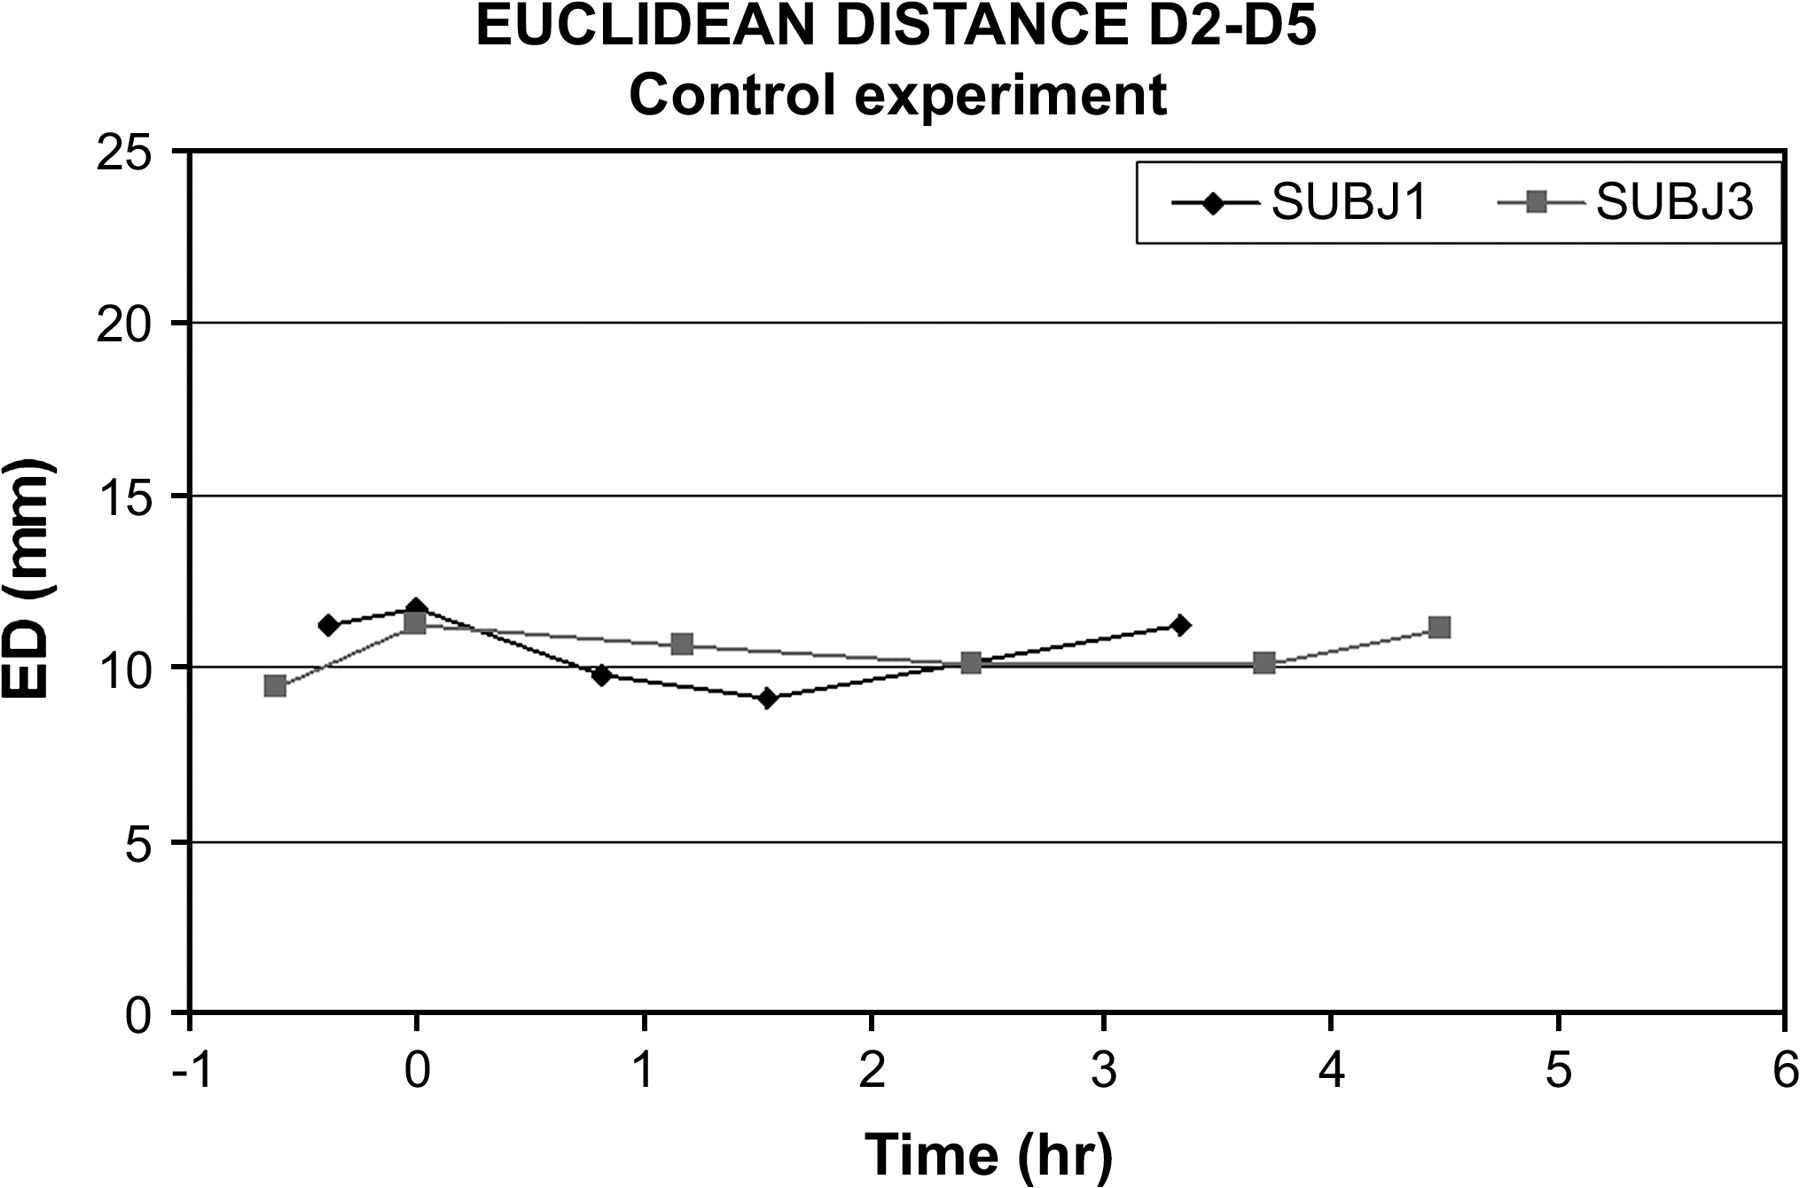 EUCLIDEAN DISTANCE D2-D5
Control experiment
SUBJ1 SUBJ3
ED (mm)
25
20
15
10
5
0
-1 0 1 2 3 4 5 6
Time (hr)